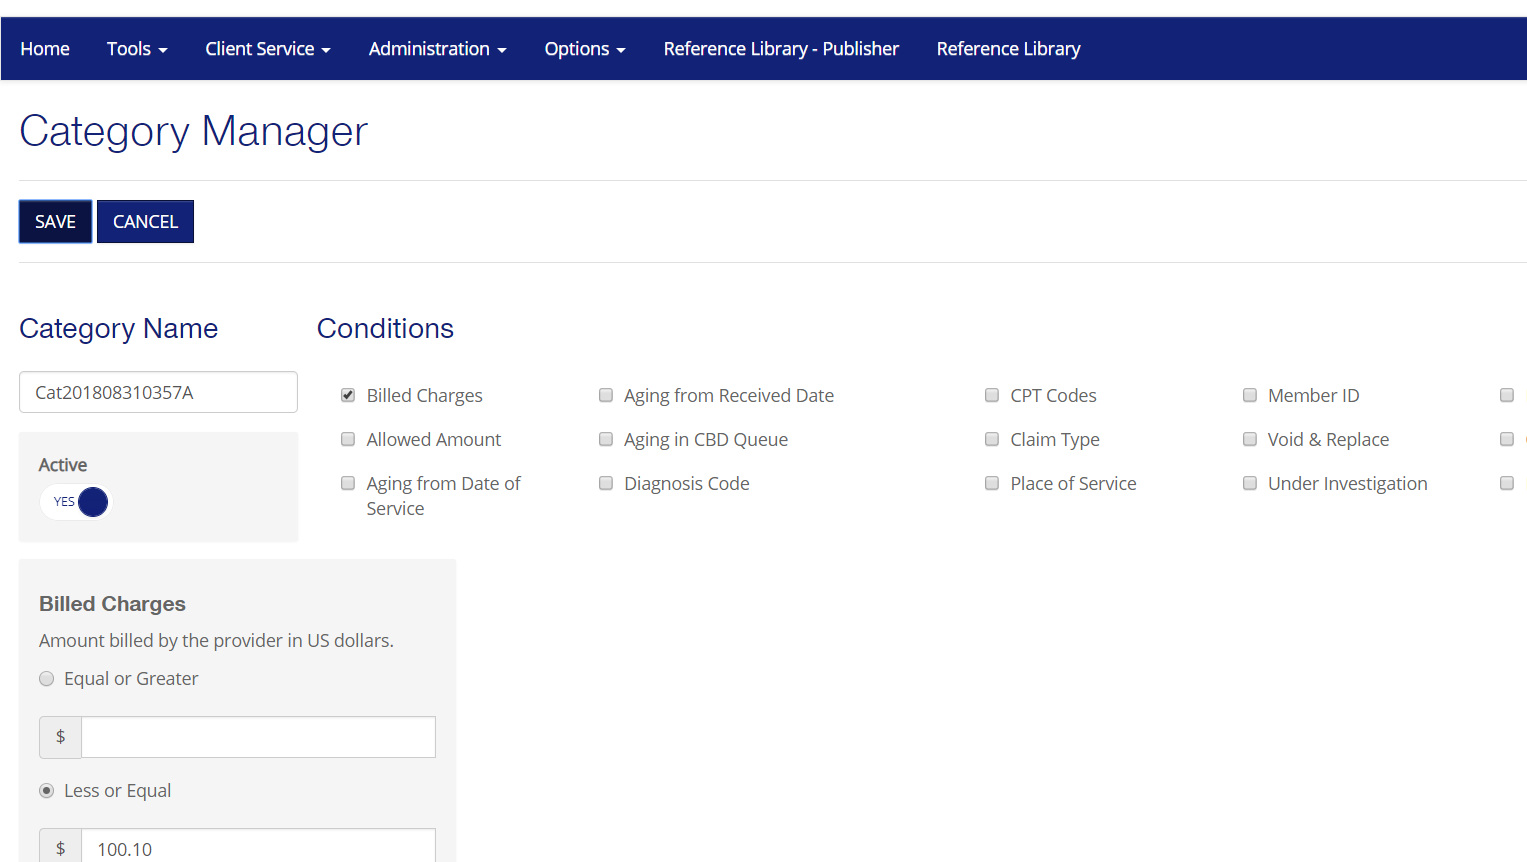 Home Tools Client Service Administration Options Reference Library - Publisher Reference Library
Category Manager
SAVE CANCEL
Category Name Conditions
Cat201808310357A
Billed Charges Aging from Received Date CPT Codes Member ID
Allowed Amount Aging in CBD Queue Claim Type Void & Replace
Active
YES
Aging from Date of Diagnosis Code Place of Service Under Investigation
Service
Billed Charges
Amount billed by the provider in US dollars.
Equal or Greater
$
Less or Equal
$ 100.10